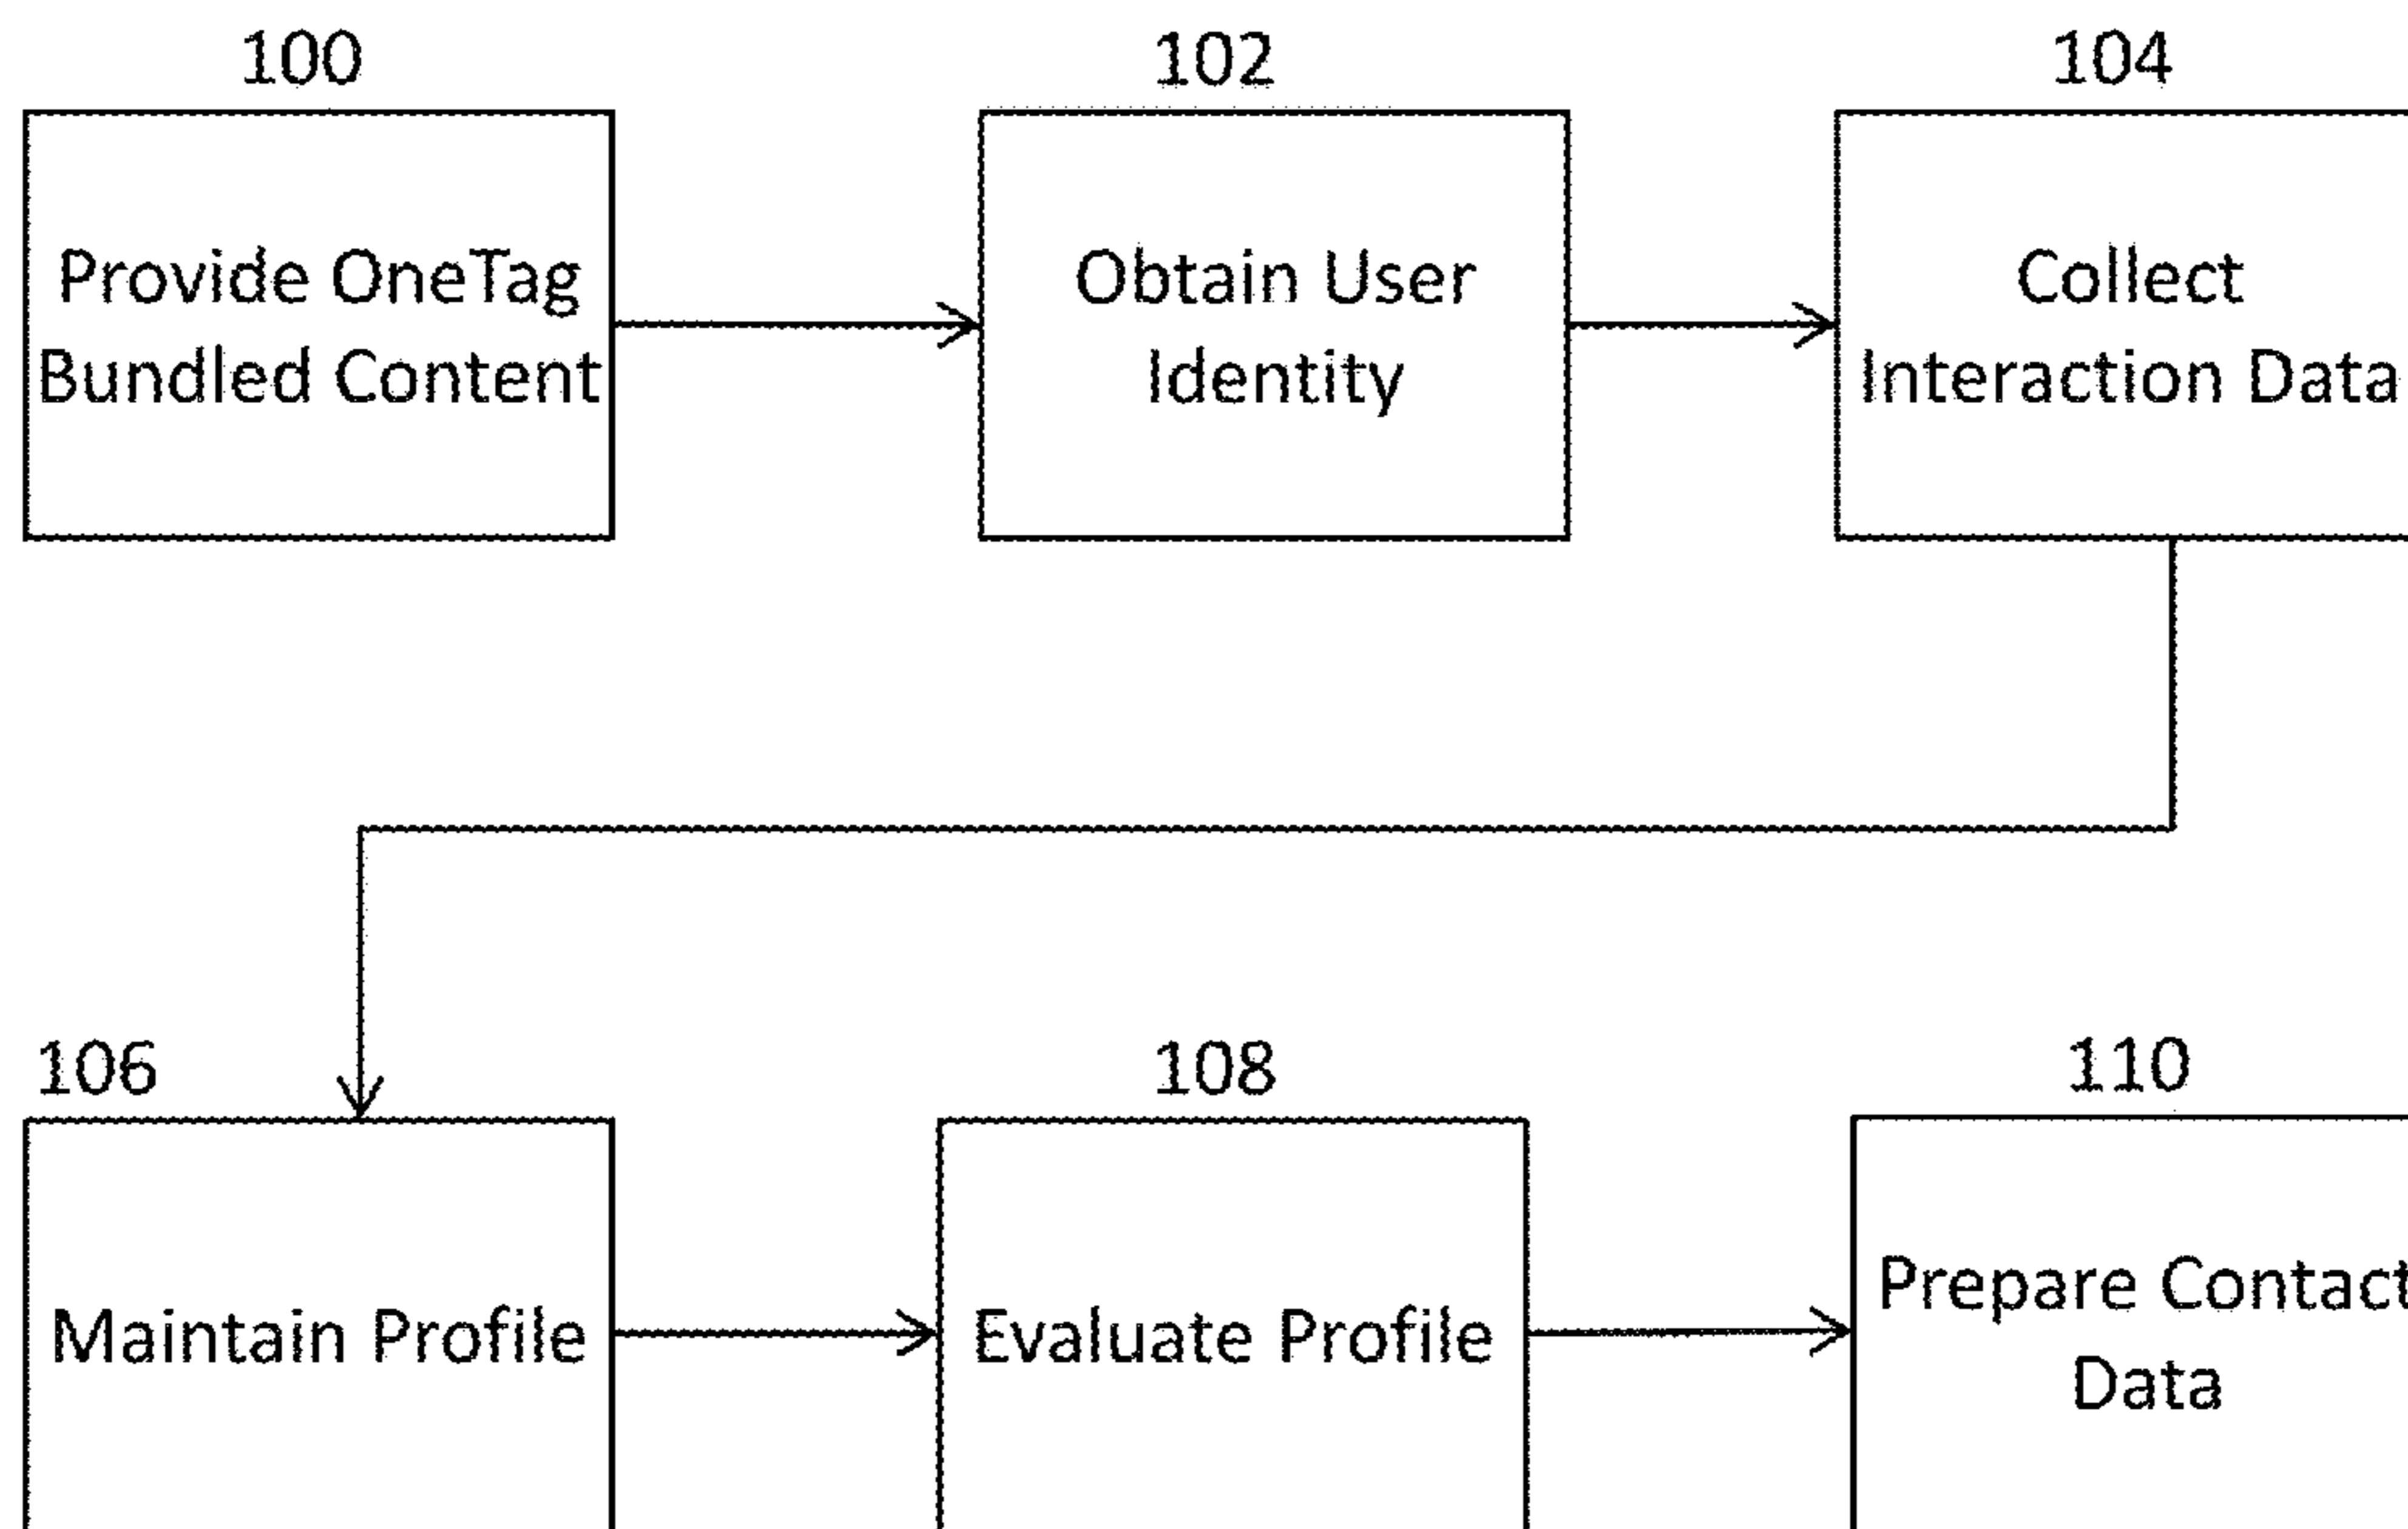 100
102
104
Provide OneTag
Bundled Content
Obtain User
Identity
Collect
Interaction Data
106
108
110
Maintain Profile
Evaluate Profile
Prepare Contact
Data